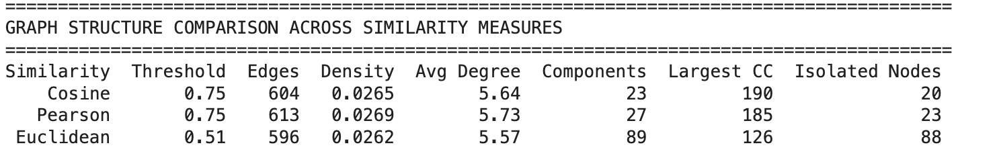 ==========================================================================================
GRAPH STRUCTURE COMPARISON ACROSS SIMILARITY MEASURES
==========================================================================================
Similarity  Threshold  Edges  Density  Avg Degree  Components  Largest CC  Isolated Nodes
    Cosine       0.75    604   0.0265        5.64          23         190              20
   Pearson       0.75    613   0.0269        5.73          27         185              23
 Euclidean       0.51    596   0.0262        5.57          89         126              88